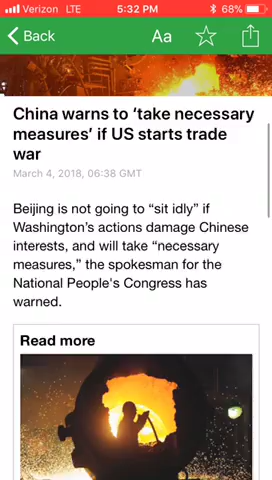 Verizon LTE 5:32 PM 68%
Back Aa
China warns to ‘take necessary
measures’ if US starts trade
war
March 4, 2018, 06:38 GMT
Beijing is not going to “sit idly” if
Washington’s actions damage Chinese
interests, and will take “necessary
measures,” the spokesman for the
National People's Congress has
warned.
Read more